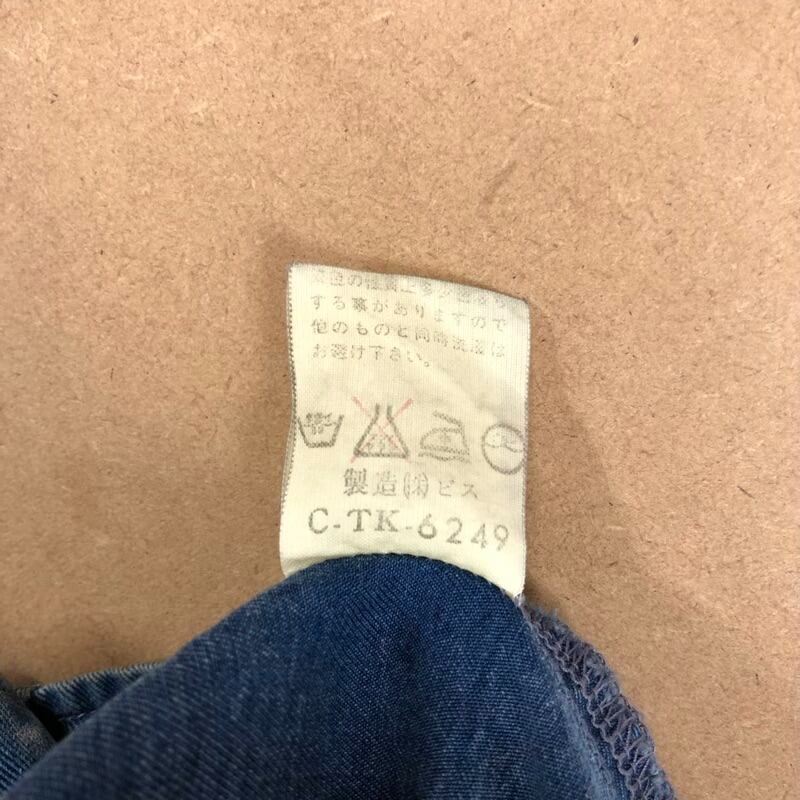 する事がありますので
他のものと同時洗濯は
お避け下さい。
製造㈱ビス
C-TK-6249